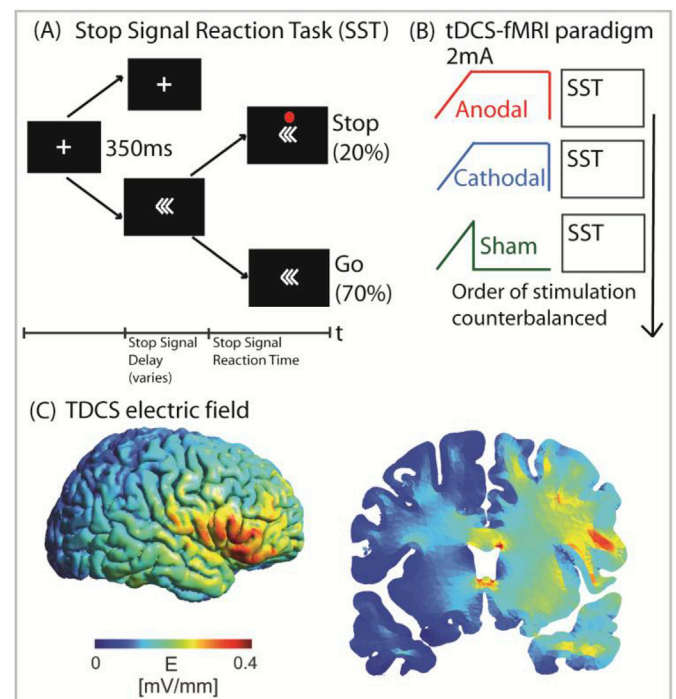 (A) Stop Signal Reaction Task (SST)
+
+
350ms
Stop
(20%)
Go
(70%)
t
Stop Signal
Delay
(varies)
Stop Signal
Reaction Time
(B) tDCS-fMRI paradigm
2mA
Anodal
SST
Cathodal
SST
Sham
SST
Order of stimulation
counterbalanced
(C) TDCS electric field
0 E 0.4
[mV/mm]